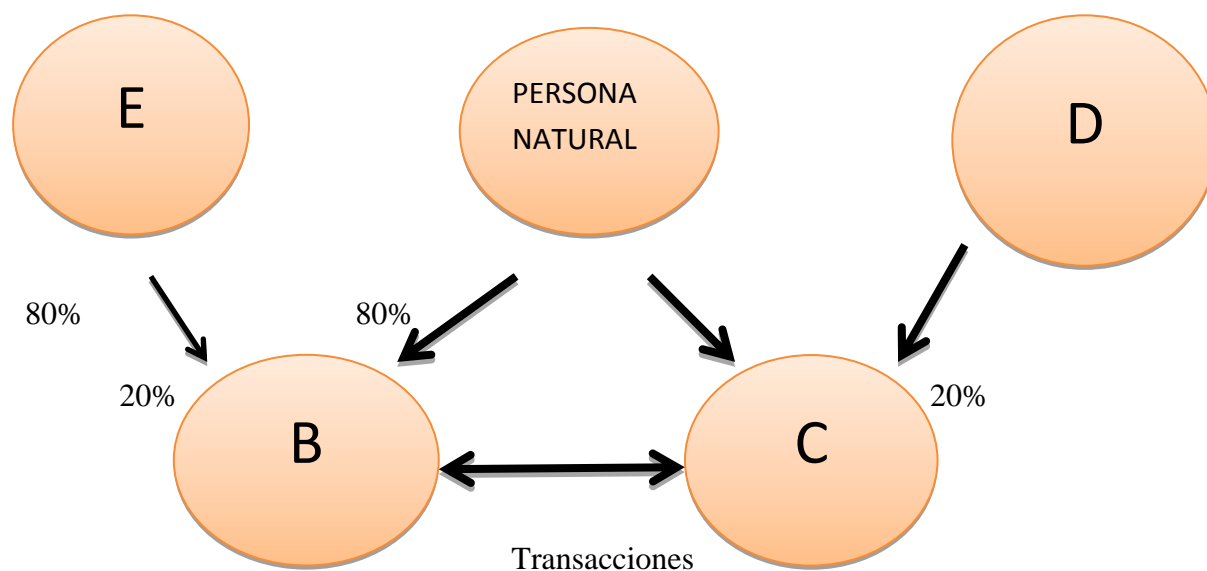 E
PERSONA
NATURAL
D
80%
80%
20%
20%
B
C
Transacciones